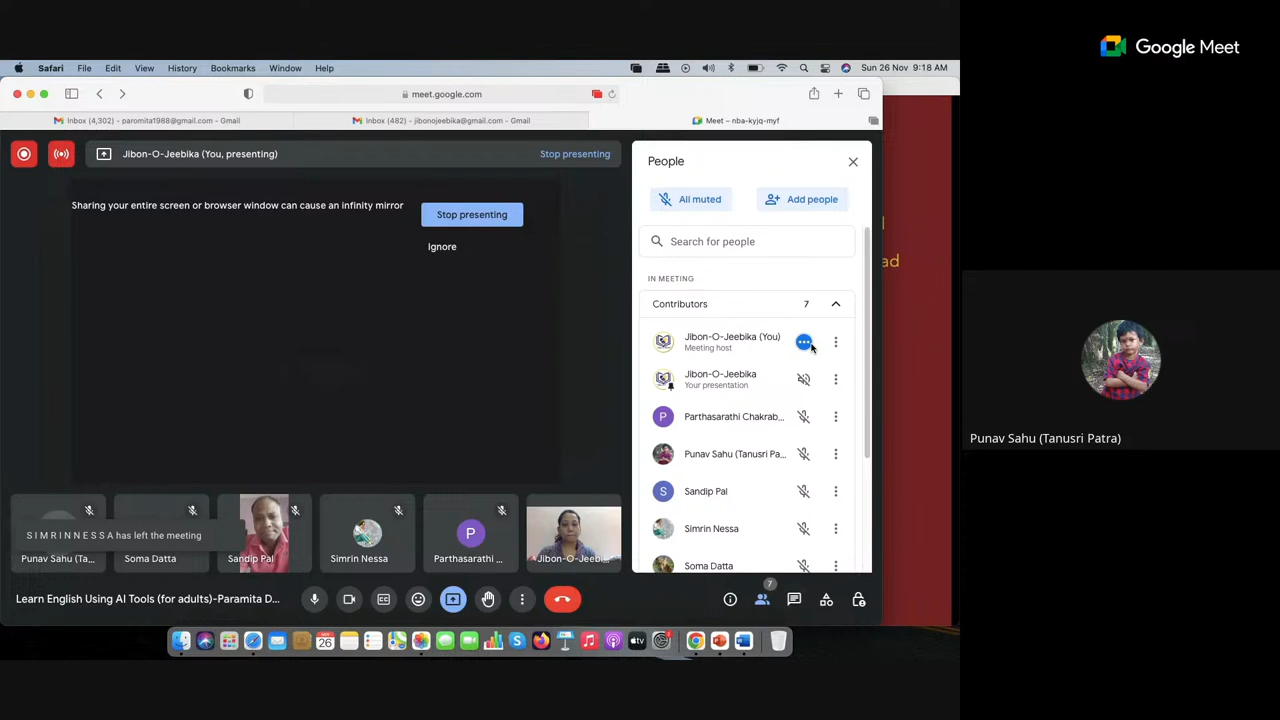 Google Meet
Safari File Edit View History Bookmarks Window Help Sun 26 Nov 9:18 AM
meet.google.com
Inbox (4,302) - paromita1988@gmail.com - Gmail
Inbox (482) - jibonojeebika@gmail.com - Gmail
Meet – nba-kyjq-myf
Jibon-O-Jeebika (You, presenting) Stop presenting
Sharing your entire screen or browser window can cause an infinity mirror
Stop presenting
Ignore
People
All muted Add people
Search for people
IN MEETING
Contributors 7
Jibon-O-Jeebika (You)
Meeting host
Jibon-O-Jeebika
Your presentation
Parthasarathi Chakrab...
Punav Sahu (Tanusri Pa...
Sandip Pal
Simrin Nessa
Soma Datta
ad
Punav Sahu (Tanusri Patra)
S I M R I N N E S S A has left the meeting
Punav Sahu (Ta... Soma Datta Sandip Pal Simrin Nessa Parthasarathi ... Jibon-O-Jeebi...
Learn English Using AI Tools (for adults)-Paramita D...
7
NOV
26
P
P
S
tv